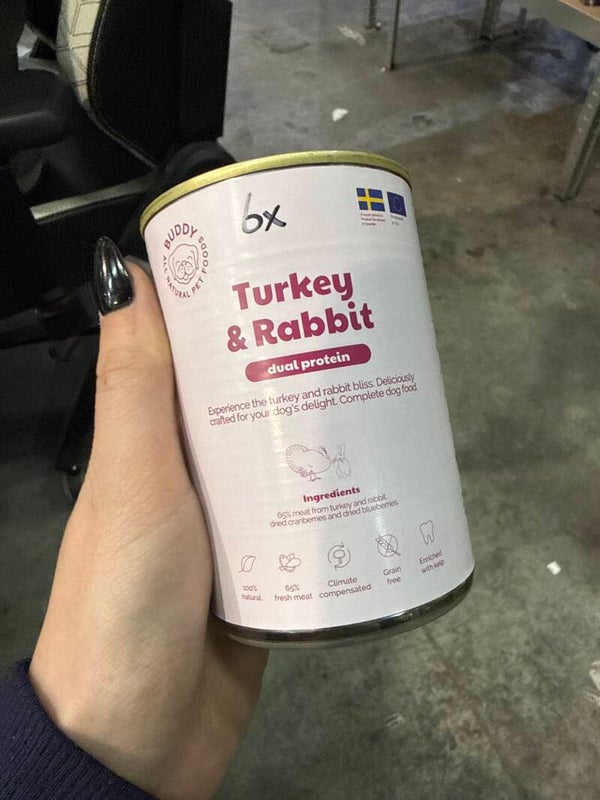 6x
BUDDY
ALL NATURAL PET FOODS
Turkey
& Rabbit
dual protein
Experience the turkey and rabbit bliss. Deliciously
crafted for your dog's delight. Complete dog food.
Ingredients
65% meat from turkey and rabbit,
dried cranberries and dried blueberries.
100%
natural
65%
fresh meat
Climate
compensated
Grain
free
Enriched
with kelp